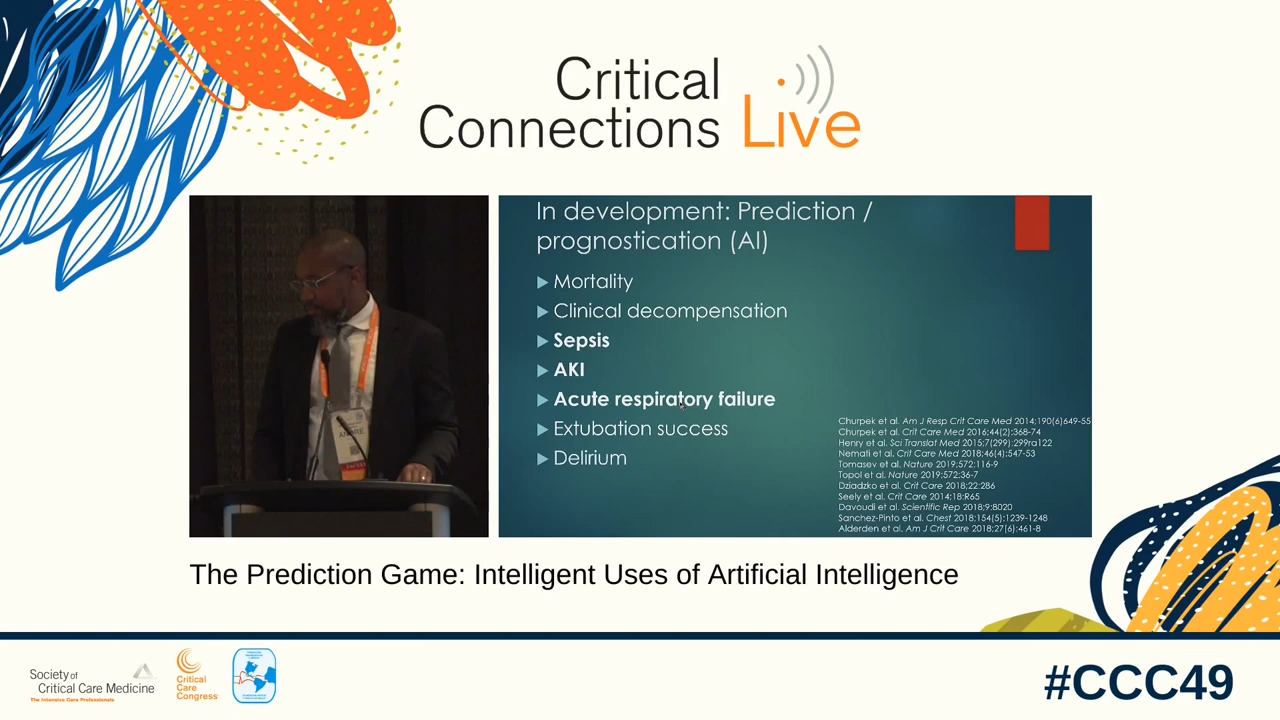 Critical
Connections Live
In development: Prediction /
prognostication (AI)
Mortality
Clinical decompensation
Sepsis
AKI
Acute respiratory failure
Extubation success
Delirium
Churpek et al. Am J Resp Crit Care Med 2014;190(6)649-55
Churpek et al. Crit Care Med 2016;44(2):368-74
Henry et al. Sci Translat Med 2015;7(299):299ra122
Nemati et al. Crit Care Med 2018;46(4):547-53
Tomasev et al. Nature 2019;572:116-9
Topol et al. Nature 2019;572:36-7
Dziadzko et al. Crit Care 2018;22:286
Seely et al. Crit Care 2014;18:R65
Davoudi et al. Scientific Rep 2018;9:8020
Sanchez-Pinto et al. Chest 2018;154(5):1239-1248
Alderden et al. Am J Crit Care 2018;27(6):461-8
ANDRE
The Prediction Game: Intelligent Uses of Artificial Intelligence
Society of
Critical Care Medicine
The Intensive Care Professionals
Critical
Care
Congress
#CCC49